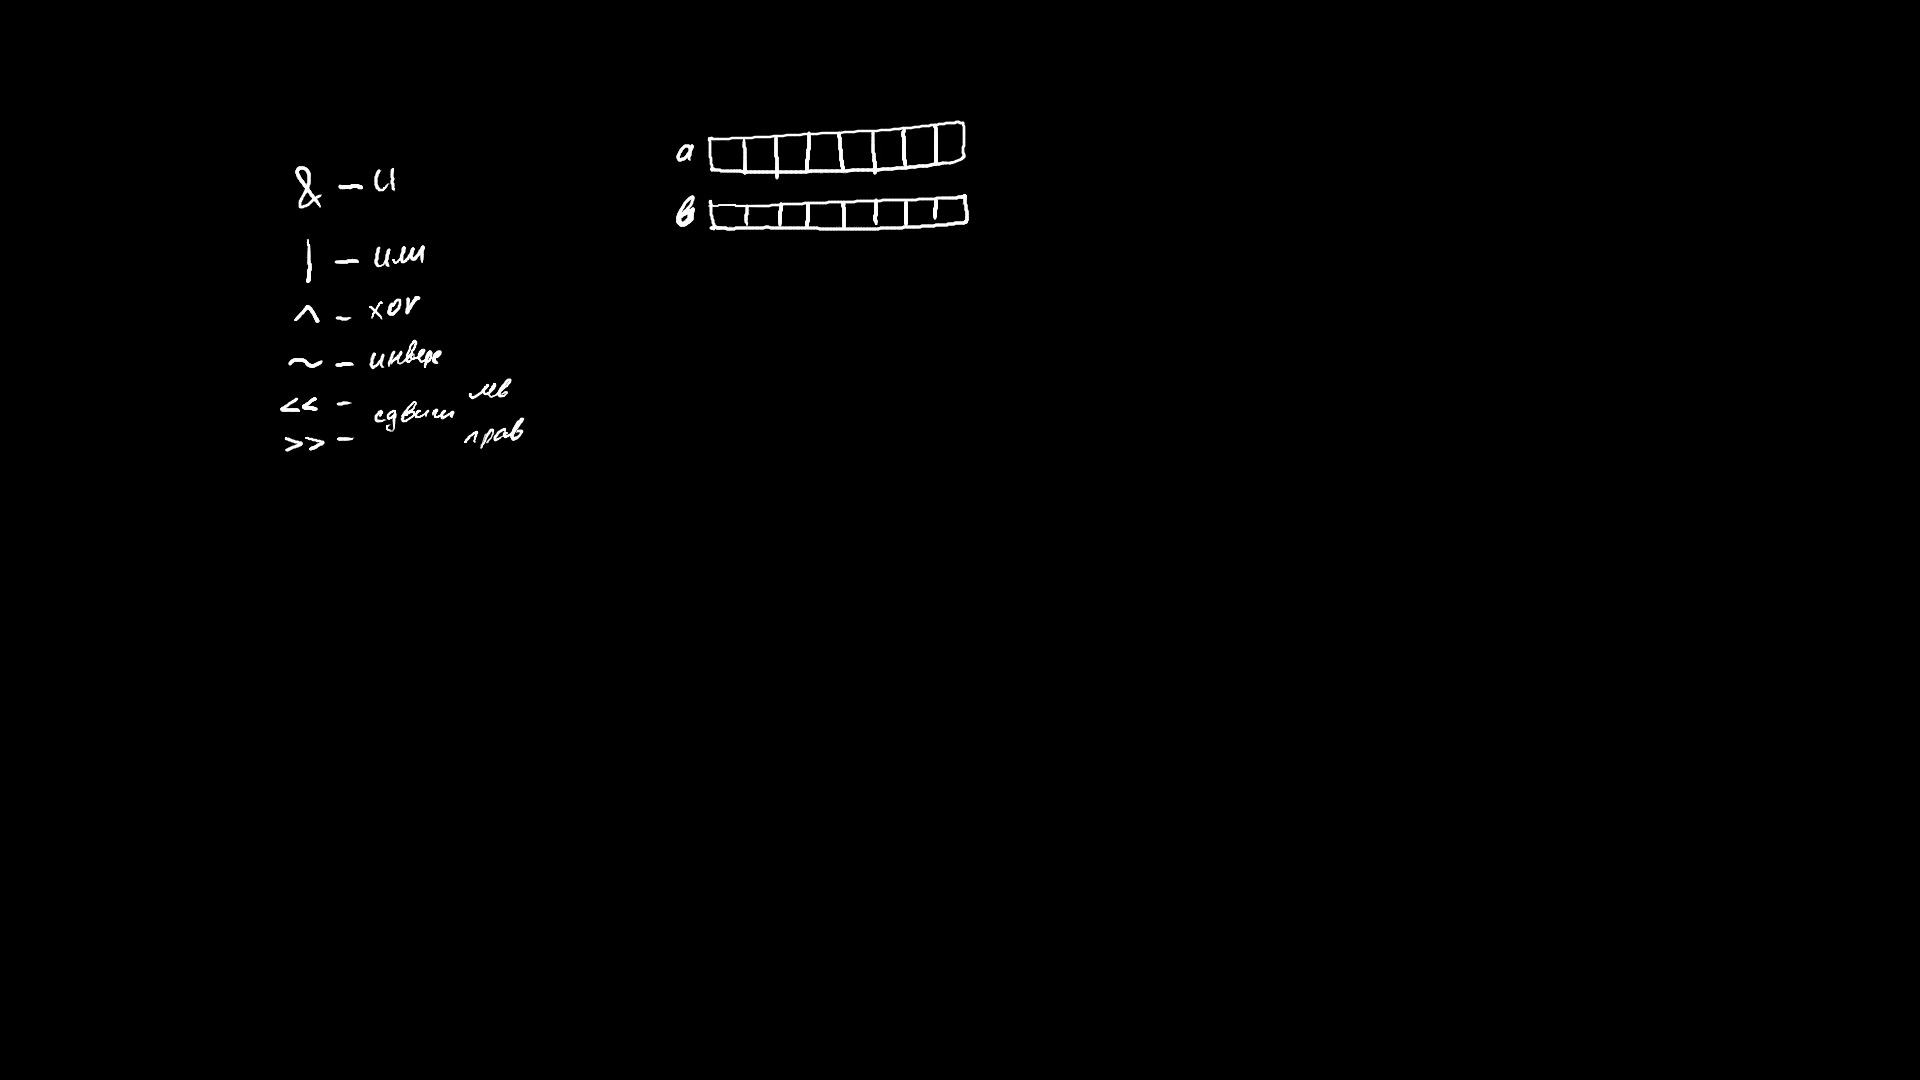 & – и
| – или
^ – xor
~ – инверс
<< – лев
сдвиги
>> – прав
a
в